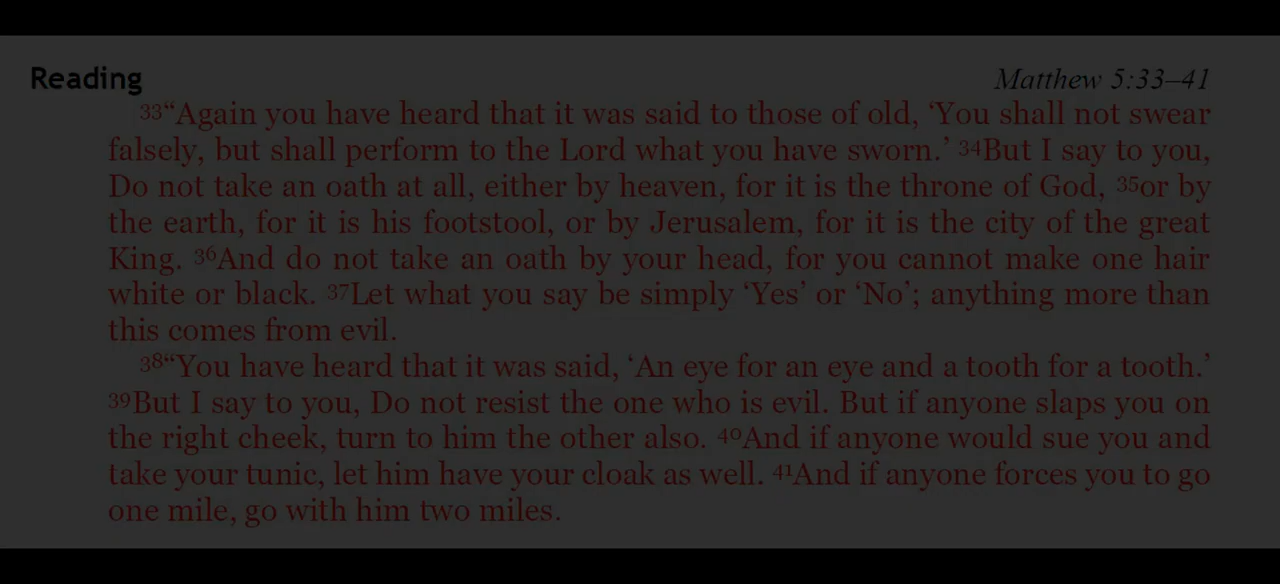 Reading
Matthew 5:33–41
33“Again you have heard that it was said to those of old, ‘You shall not swear
falsely, but shall perform to the Lord what you have sworn.’ 34But I say to you,
Do not take an oath at all, either by heaven, for it is the throne of God, 35or by
the earth, for it is his footstool, or by Jerusalem, for it is the city of the great
King. 36And do not take an oath by your head, for you cannot make one hair
white or black. 37Let what you say be simply ‘Yes’ or ‘No’; anything more than
this comes from evil.
38“You have heard that it was said, ‘An eye for an eye and a tooth for a tooth.’
39But I say to you, Do not resist the one who is evil. But if anyone slaps you on
the right cheek, turn to him the other also. 40And if anyone would sue you and
take your tunic, let him have your cloak as well. 41And if anyone forces you to go
one mile, go with him two miles.